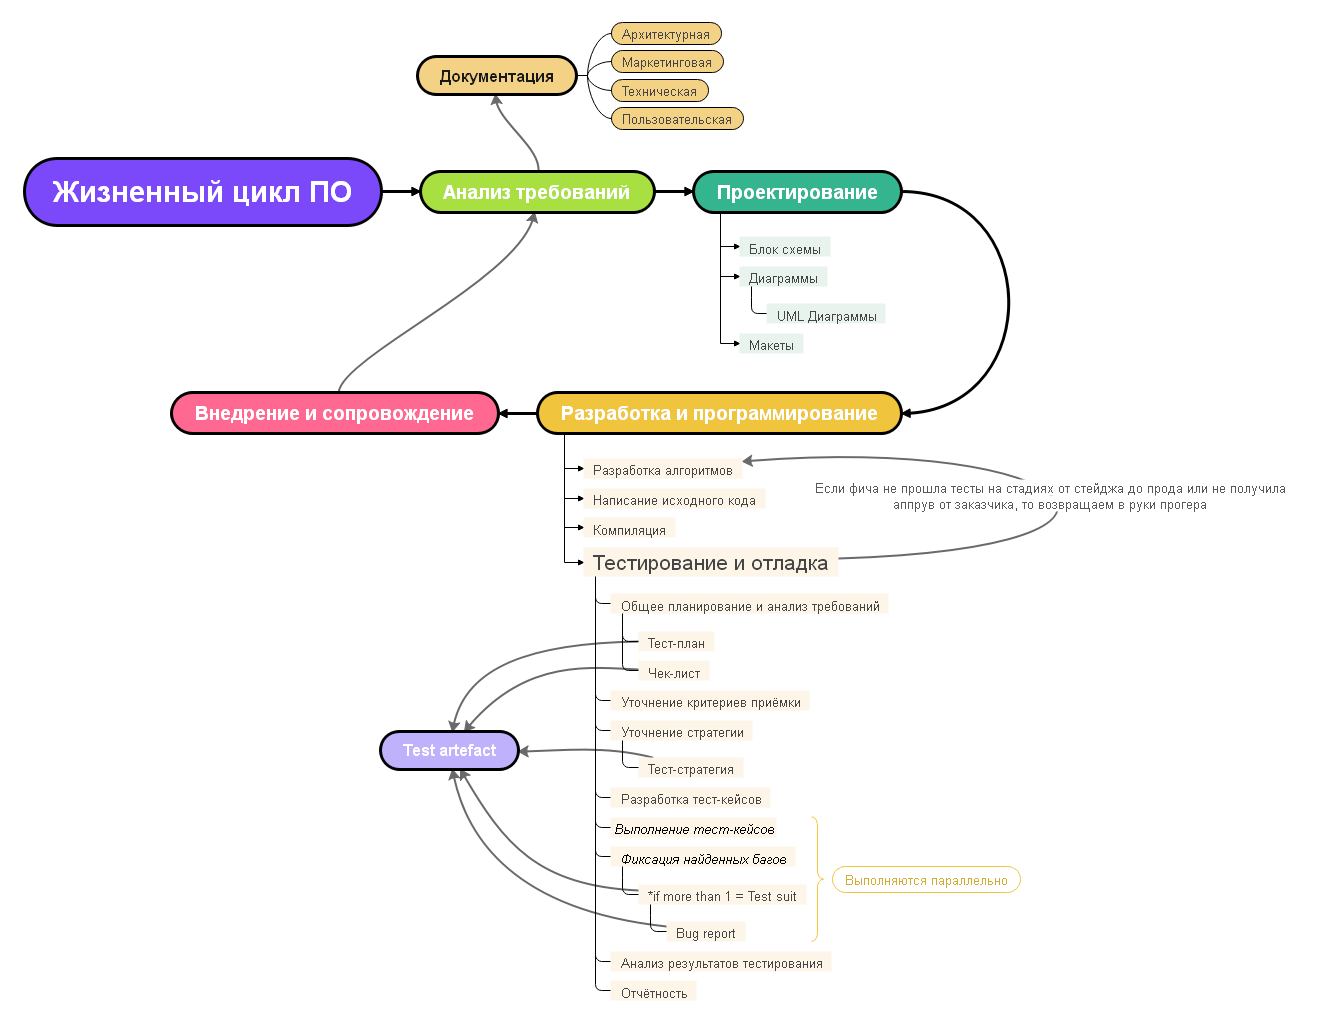 Архитектурная
Маркетинговая
Документация
Техническая
Пользовательская
Жизненный цикл ПО
Анализ требований
Проектирование
Блок схемы
Диаграммы
UML Диаграммы
Макеты
Внедрение и сопровождение
Разработка и программирование
Разработка алгоритмов
Написание исходного кода
Компиляция
Тестирование и отладка
Если фича не прошла тесты на стадиях от стейджа до прода или не получила
аппрув от заказчика, то возвращаем в руки прогера
Общее планирование и анализ требований
Тест-план
Чек-лист
Уточнение критериев приёмки
Уточнение стратегии
Test artefact
Тест-стратегия
Разработка тест-кейсов
Выполнение тест-кейсов
Фиксация найденных багов
Выполняются параллельно
*if more than 1 = Test suit
Bug report
Анализ результатов тестирования
Отчётность